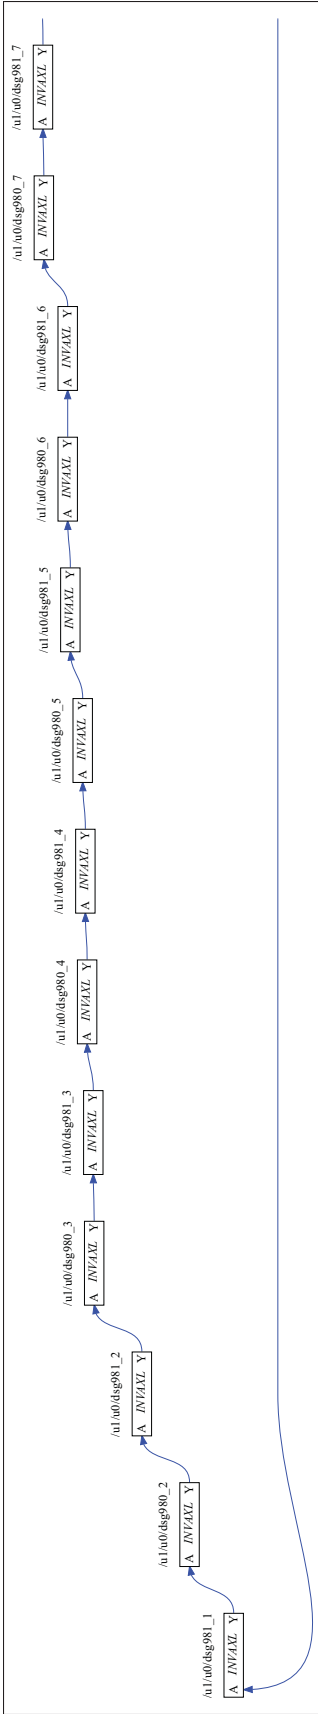 /u1/u0/dsg981_1
A INVAXL Y
/u1/u0/dsg980_2
A INVAXL Y
/u1/u0/dsg981_2
A INVAXL Y
/u1/u0/dsg980_3
A INVAXL Y
/u1/u0/dsg981_3
A INVAXL Y
/u1/u0/dsg980_4
A INVAXL Y
/u1/u0/dsg981_4
A INVAXL Y
/u1/u0/dsg980_5
A INVAXL Y
/u1/u0/dsg981_5
A INVAXL Y
/u1/u0/dsg980_6
A INVAXL Y
/u1/u0/dsg981_6
A INVAXL Y
/u1/u0/dsg980_7
A INVAXL Y
/u1/u0/dsg981_7
A INVAXL Y